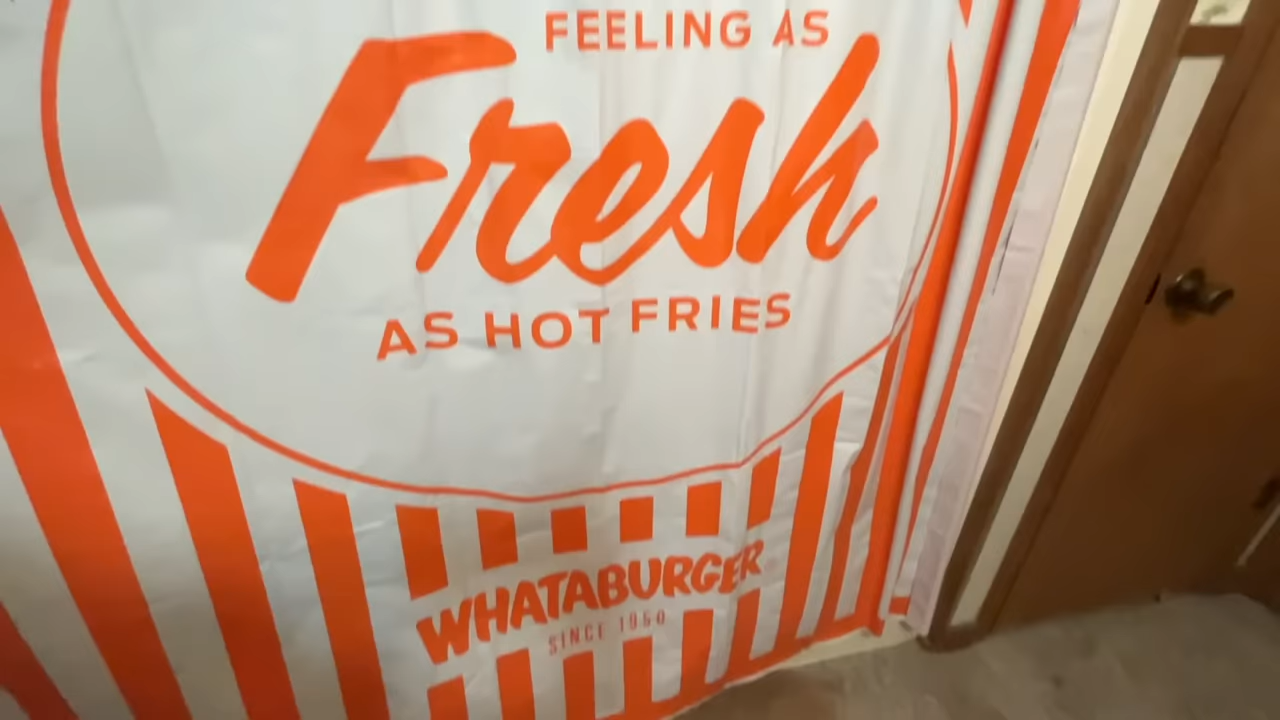 FEELING AS
Fresh
AS HOT FRIES
WHATABURGER
SINCE 1950